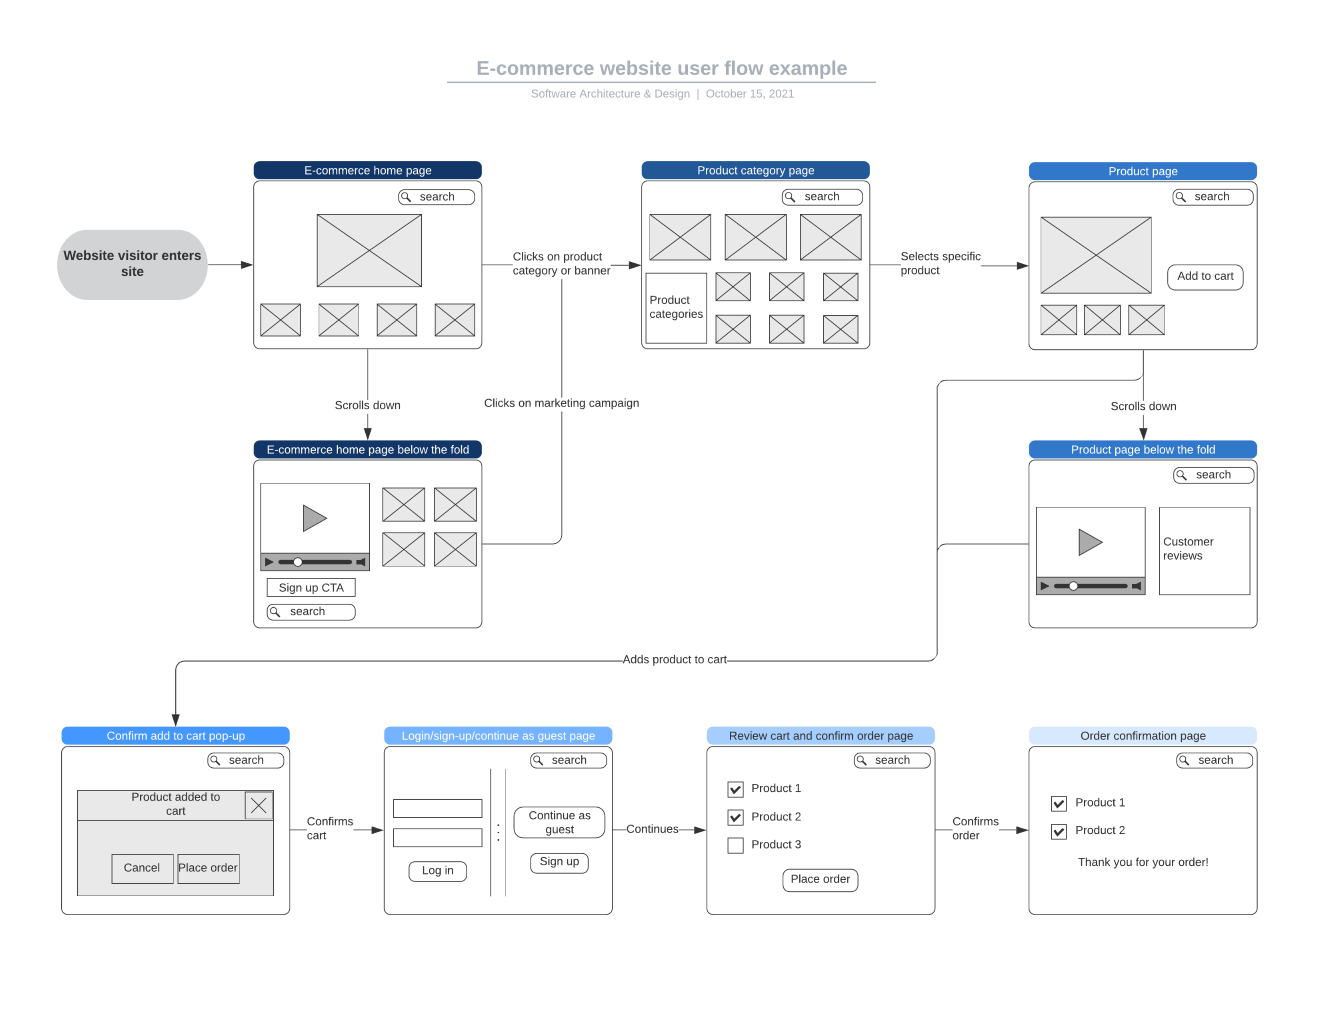 E-commerce website user flow example
Software Architecture & Design | October 15, 2021
E-commerce home page
search
Website visitor enters
site
Clicks on product
category or banner
Product category page
search
Product
categories
Selects specific
product
Product page
search
Add to cart
Scrolls down
Clicks on marketing campaign
Scrolls down
E-commerce home page below the fold
Sign up CTA
search
Product page below the fold
search
Customer
reviews
Adds product to cart
Confirm add to cart pop-up
search
Product added to
cart
Cancel
Place order
Confirms
cart
Login/sign-up/continue as guest page
search
Continue as
guest
Log in
Sign up
Continues
Review cart and confirm order page
search
Product 1
Product 2
Product 3
Place order
Confirms
order
Order confirmation page
search
Product 1
Product 2
Thank you for your order!